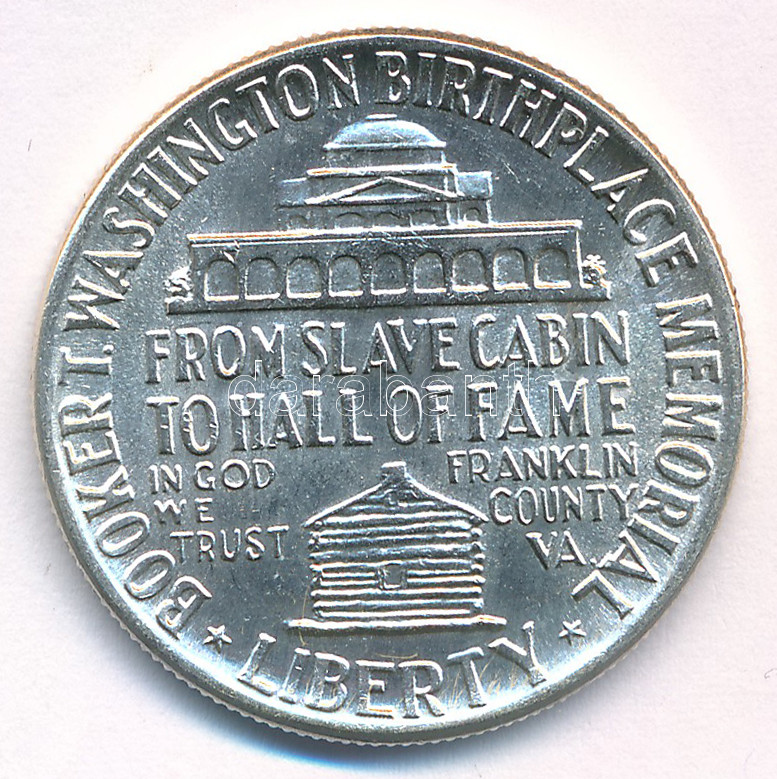 BOOKER T. WASHINGTON BIRTHPLACE MEMORIAL
FROM SLAVE CABIN
TO HALL OF FAME
IN GOD
WE
TRUST
FRANKLIN
COUNTY
VA.
LIBERTY
darabanth